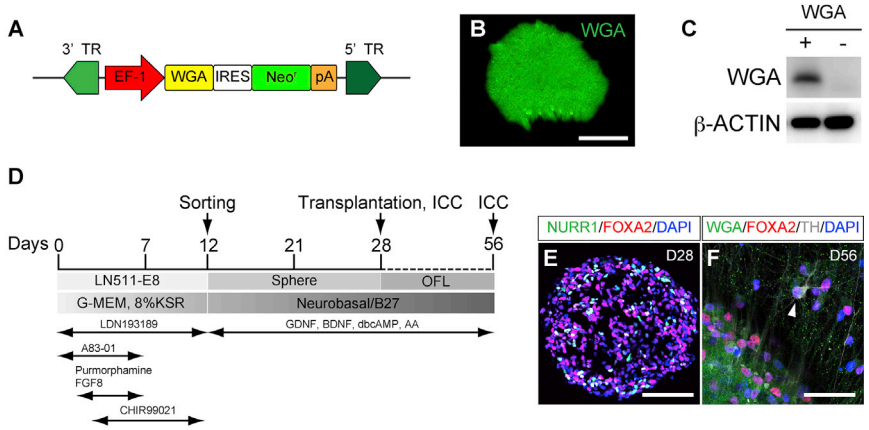 A
3' TR
5' TR
EF-1
WGA
IRES
Neoʳ
pA
B
WGA
C
WGA
+ -
WGA
β-ACTIN
D
Sorting
Transplantation, ICC
ICC
Days 0 7 12 21 28 56
LN511-E8
Sphere
OFL
G-MEM, 8%KSR
Neurobasal/B27
LDN193189
GDNF, BDNF, dbcAMP, AA
A83-01
Purmorphamine
FGF8
CHIR99021
NURR1/FOXA2/DAPI
E
D28
WGA/FOXA2/TH/DAPI
F
D56